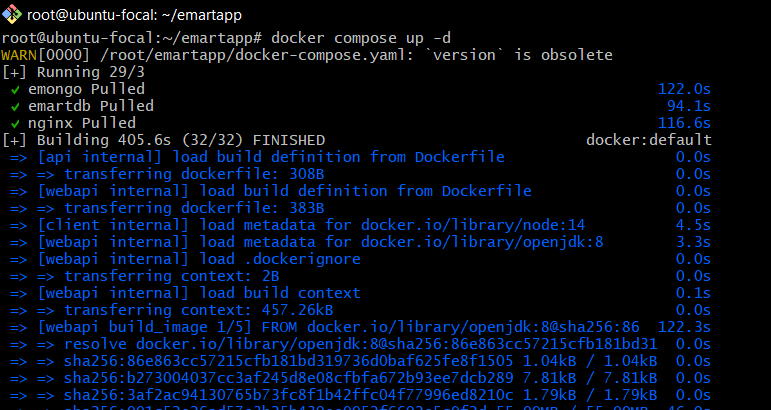 root@ubuntu-focal: ~/emartapp
root@ubuntu-focal:~/emartapp# docker compose up -d
WARN[0000] /root/emartapp/docker-compose.yaml: `version` is obsolete
[+] Running 29/3
✔ emongo Pulled 122.0s
✔ emartdb Pulled 94.1s
✔ nginx Pulled 116.6s
[+] Building 405.6s (32/32) FINISHED docker:default
=> [api internal] load build definition from Dockerfile 0.0s
=> => transferring dockerfile: 308B 0.0s
=> [webapi internal] load build definition from Dockerfile 0.0s
=> => transferring dockerfile: 383B 0.0s
=> [client internal] load metadata for docker.io/library/node:14 4.5s
=> [webapi internal] load metadata for docker.io/library/openjdk:8 3.3s
=> [webapi internal] load .dockerignore 0.0s
=> => transferring context: 2B 0.0s
=> [webapi internal] load build context 0.1s
=> => transferring context: 457.26kB 0.0s
=> [webapi build_image 1/5] FROM docker.io/library/openjdk:8@sha256:86 122.3s
=> => resolve docker.io/library/openjdk:8@sha256:86e863cc57215cfb181bd31 0.0s
=> => sha256:86e863cc57215cfb181bd319736d0baf625fe8f1505 1.04kB / 1.04kB 0.0s
=> => sha256:b273004037cc3af245d8e08cfbfa672b93ee7dcb289 7.81kB / 7.81kB 0.0s
=> => sha256:3af2ac94130765b73fc8f1b42ffc04f77996ed8210c 1.79kB / 1.79kB 0.0s